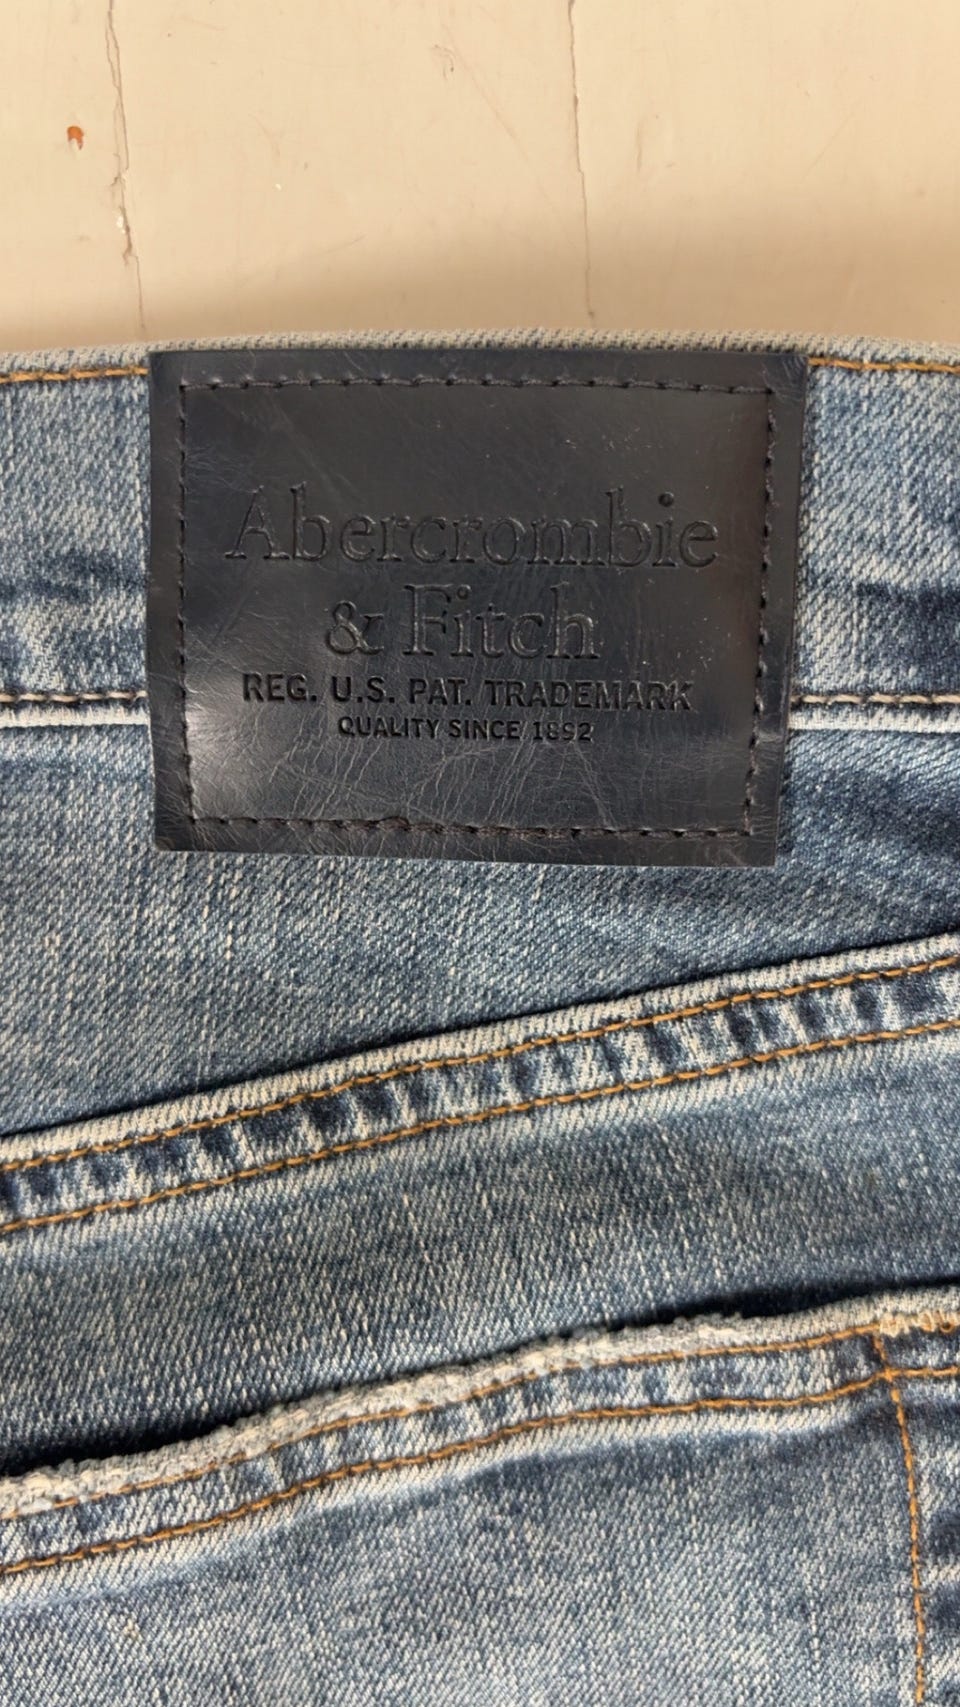 Abercrombie
& Fitch
REG. U.S. PAT. TRADEMARK
QUALITY SINCE 1892